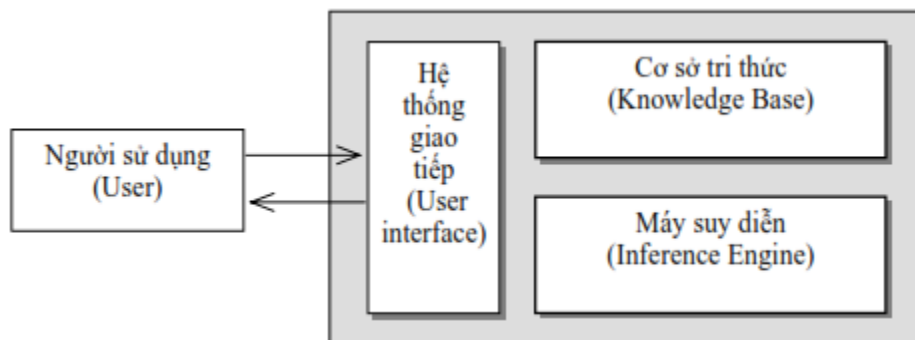 Người sử dụng
(User)
Hệ
thống
giao
tiếp
(User
interface)
Cơ sở tri thức
(Knowledge Base)
Máy suy diễn
(Inference Engine)